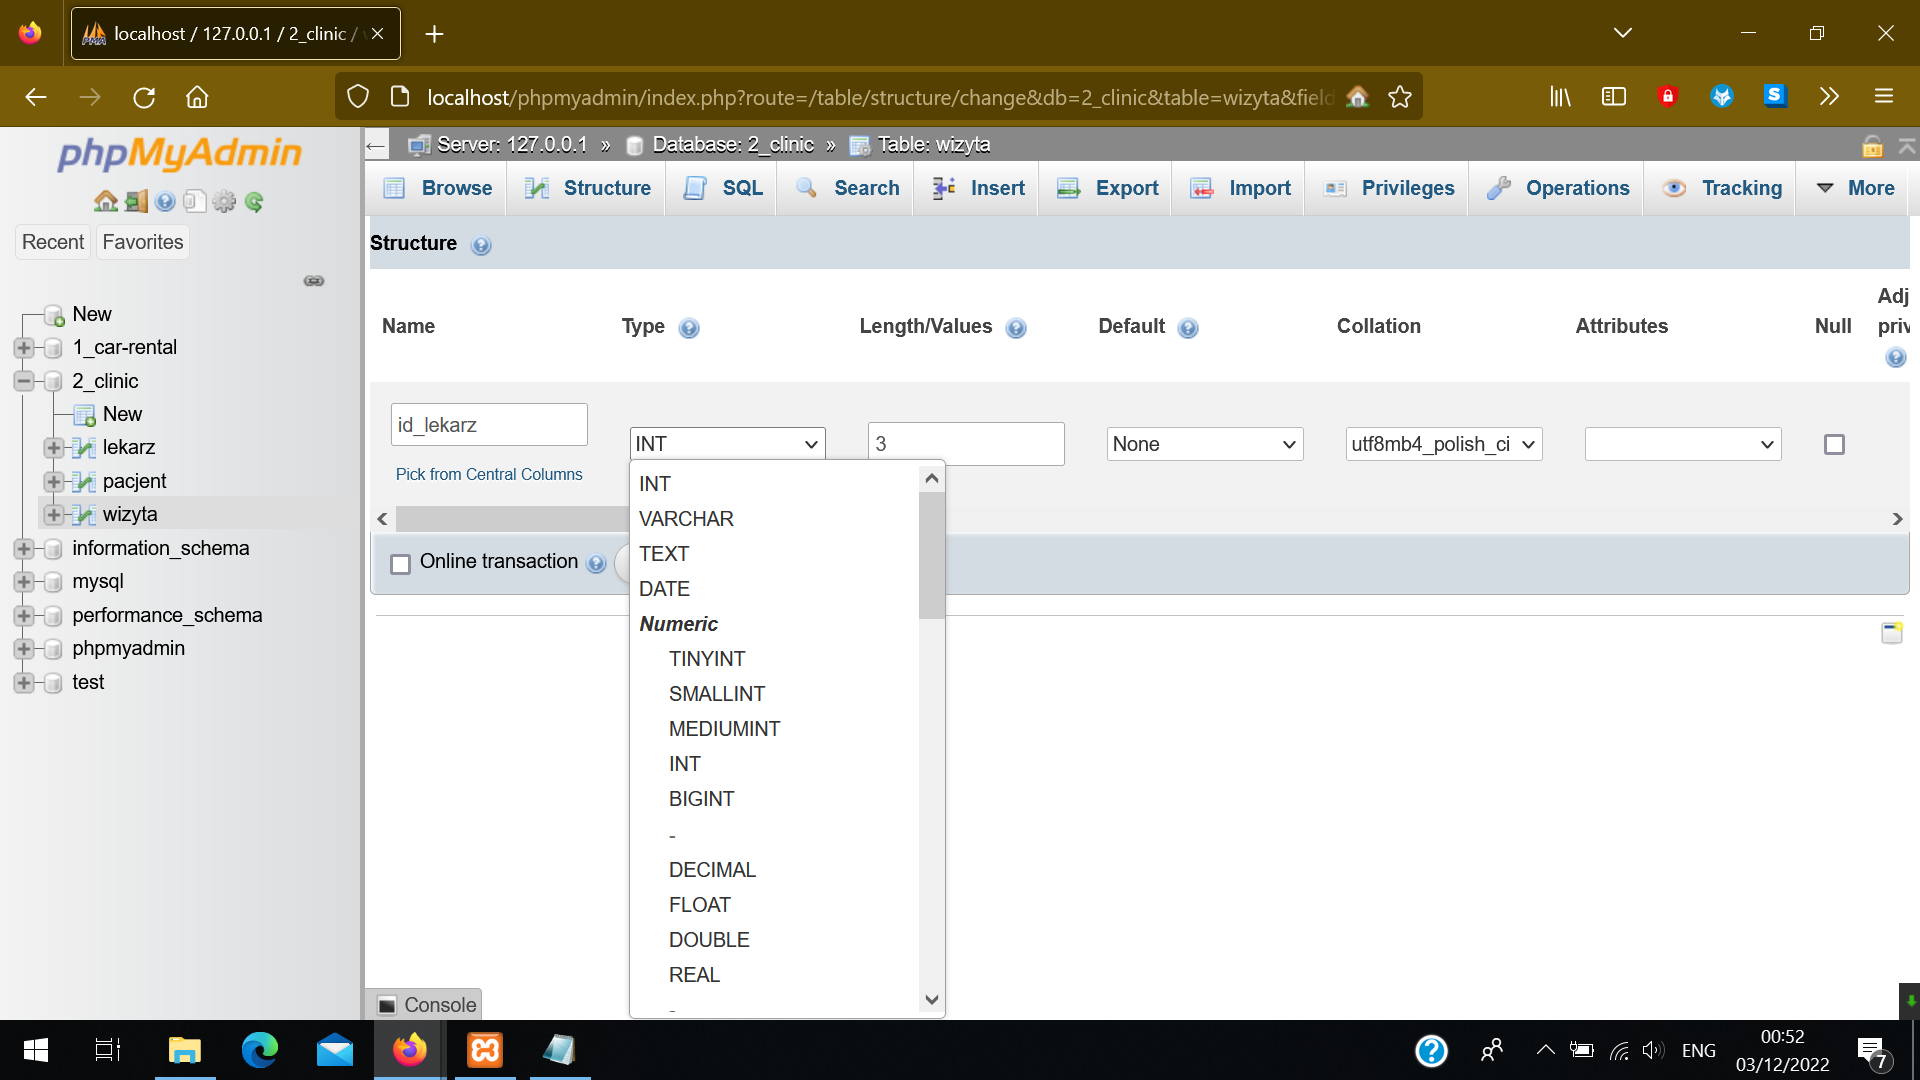 localhost / 127.0.0.1 / 2_clinic /
localhost/phpmyadmin/index.php?route=/table/structure/change&db=2_clinic&table=wizyta&field
phpMyAdmin
Recent
Favorites
New
1_car-rental
2_clinic
New
lekarz
pacjent
wizyta
information_schema
mysql
performance_schema
phpmyadmin
test
Server: 127.0.0.1 » Database: 2_clinic » Table: wizyta
Browse
Structure
SQL
Search
Insert
Export
Import
Privileges
Operations
Tracking
More
Structure
Name
Type
Length/Values
Default
Collation
Attributes
Null
Adj
priv
id_lekarz
Pick from Central Columns
INT
3
None
utf8mb4_polish_ci
INT
VARCHAR
TEXT
DATE
Numeric
TINYINT
SMALLINT
MEDIUMINT
INT
BIGINT
-
DECIMAL
FLOAT
DOUBLE
REAL
-
Online transaction
Console
ENG
00:52
03/12/2022
7